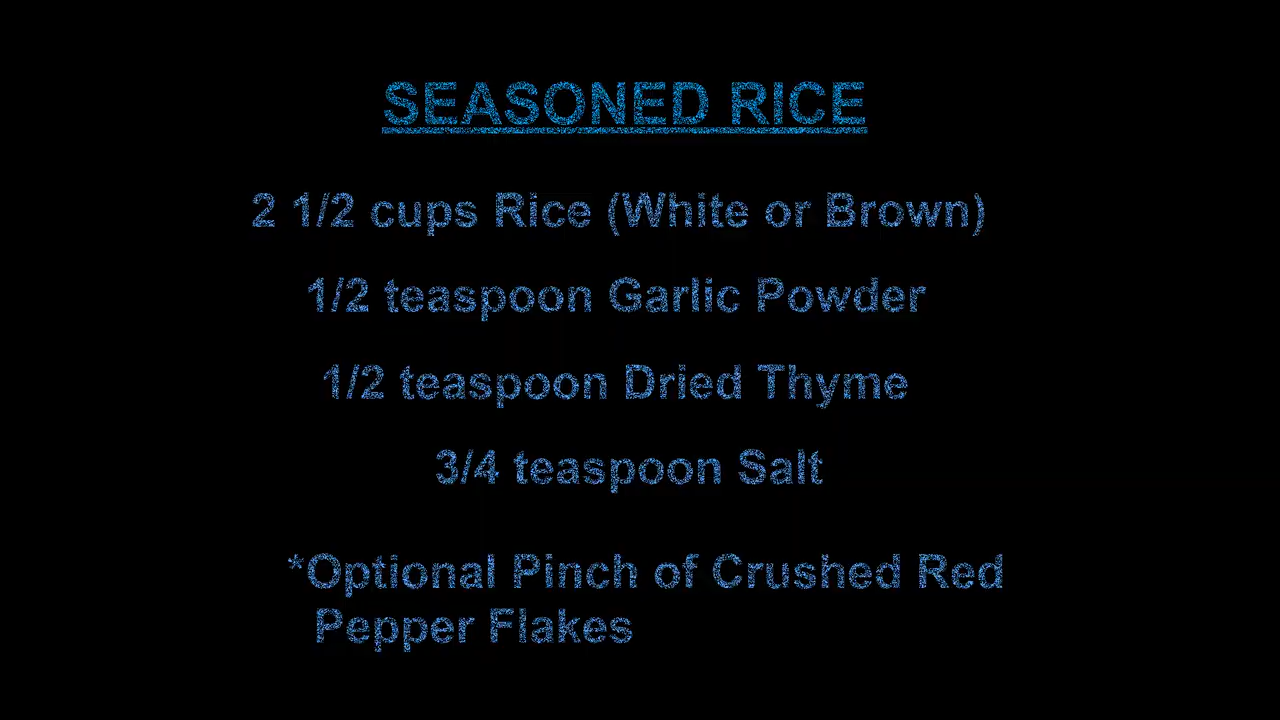 SEASONED RICE
2 1/2 cups Rice (White or Brown)
1/2 teaspoon Garlic Powder
1/2 teaspoon Dried Thyme
3/4 teaspoon Salt
*Optional Pinch of Crushed Red
Pepper Flakes